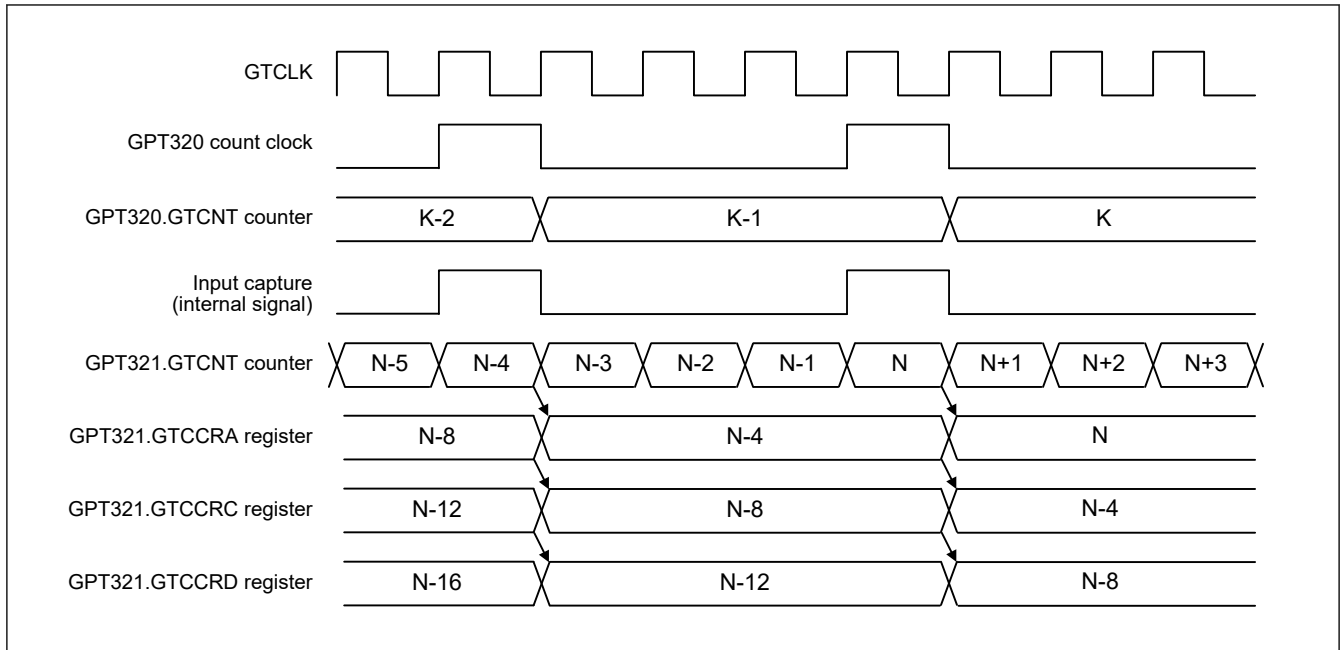 GTCLK
GPT320 count clock
GPT320.GTCNT counter K-2 K-1 K
Input capture
(internal signal)
GPT321.GTCNT counter N-5 N-4 N-3 N-2 N-1 N N+1 N+2 N+3
GPT321.GTCCRA register N-8 N-4 N
GPT321.GTCCRC register N-12 N-8 N-4
GPT321.GTCCRD register N-16 N-12 N-8